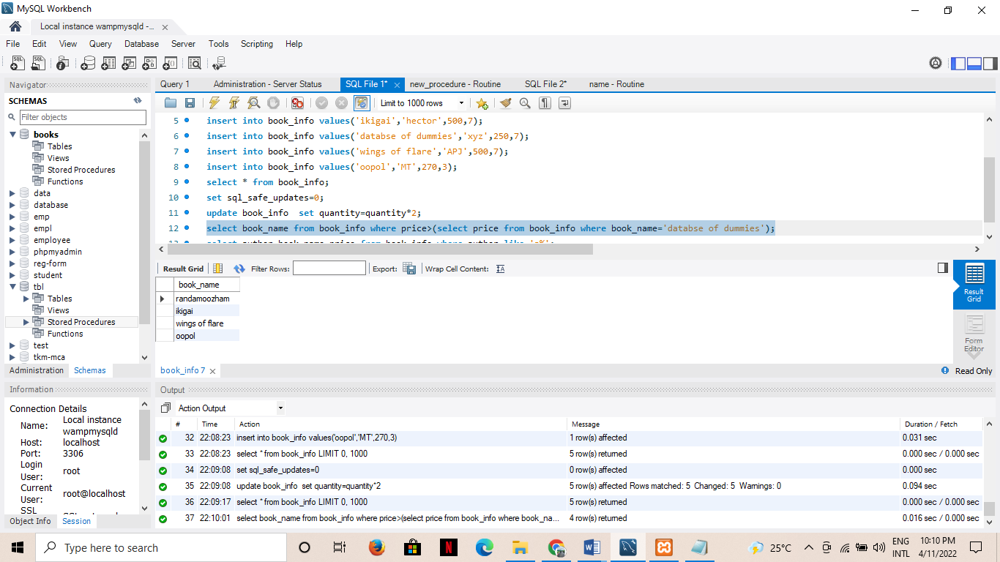 MySQL Workbench
Local instance wampmysqld -...
File Edit View Query Database Server Tools Scripting Help
Navigator
SCHEMAS
Filter objects
books
Tables
Views
Stored Procedures
Functions
data
database
emp
empl
employee
phpmyadmin
reg-form
student
tbl
Tables
Views
Stored Procedures
Functions
test
tkm-mca
Administration Schemas
Information
Connection Details
Name: Local instance
wampmysqld
Host: localhost
Port: 3306
Login
User: root
Current
User: root@localhost
SSL
Object Info Session
Query 1 Administration - Server Status SQL File 1* new_procedure - Routine SQL File 2* name - Routine
Limit to 1000 rows
5 insert into book_info values('ikigai','hector',500,7);
6 insert into book_info values('databse of dummies','xyz',250,7);
7 insert into book_info values('wings of flare','APJ',500,7);
8 insert into book_info values('oopol','MT',270,3);
9 select * from book_info;
10 set sql_safe_updates=0;
11 update book_info  set quantity=quantity*2;
12 select book_name from book_info where price>(select price from book_info where book_name='databse of dummies');
Result Grid Filter Rows: Export: Wrap Cell Content:
book_name
randamoozham
ikigai
wings of flare
oopol
Result
Grid
Form
Editor
book_info 7
Read Only
Output
Action Output
# Time Action Message Duration / Fetch
32 22:08:23 insert into book_info values('oopol','MT',270,3) 1 row(s) affected 0.031 sec
33 22:08:23 select * from book_info LIMIT 0, 1000 5 row(s) returned 0.000 sec / 0.000 sec
34 22:09:08 set sql_safe_updates=0 0 row(s) affected 0.000 sec
35 22:09:08 update book_info  set quantity=quantity*2 5 row(s) affected Rows matched: 5  Changed: 5  Warnings: 0 0.094 sec
36 22:09:17 select * from book_info LIMIT 0, 1000 5 row(s) returned 0.000 sec / 0.000 sec
37 22:10:01 select book_name from book_info where price>(select price from book_info where book_na... 4 row(s) returned 0.016 sec / 0.000 sec
Type here to search
25°C
ENG
INTL
10:10 PM
4/11/2022